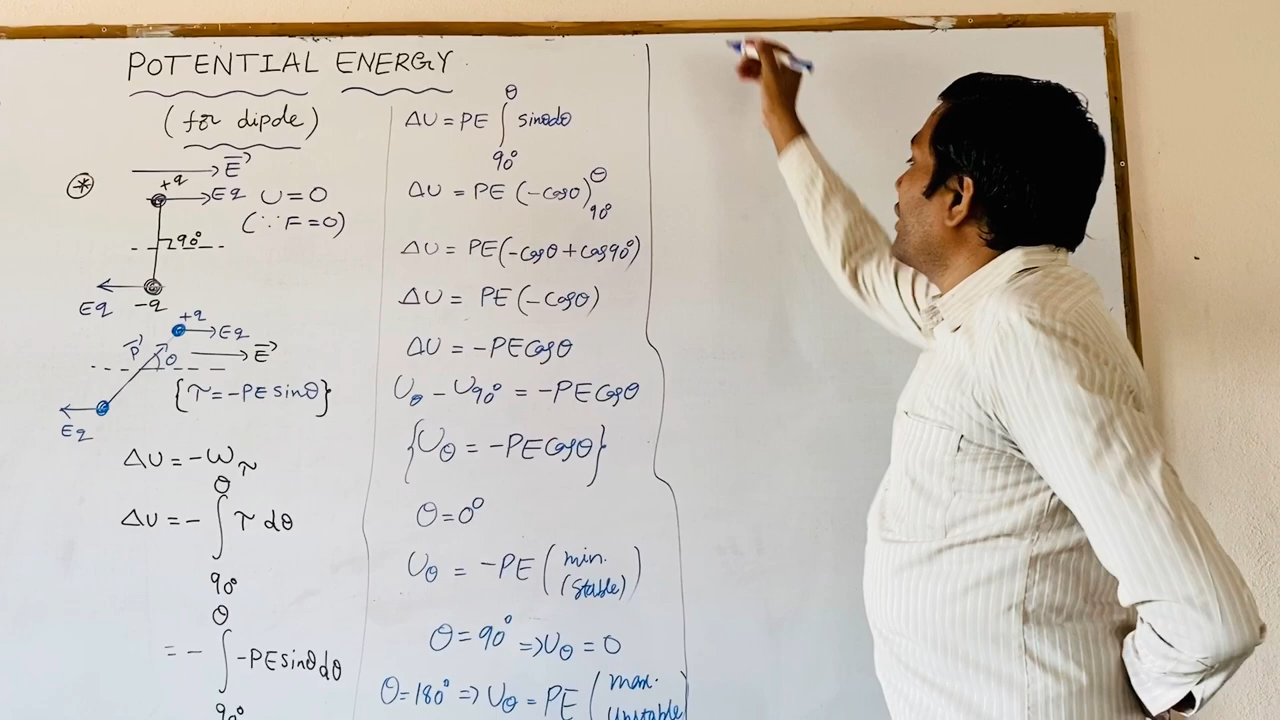 POTENTIAL ENERGY
(for dipole)
E→
*
+q
Eq U=0
90°
(∵ F=0)
Eq
-q
+q
Eq
P→
θ
E→
{τ=-PE sinθ}
Eq
ΔU = -Wτ
ΔU = - ∫ τ dθ
θ
90°
= - ∫ -PE sinθ dθ
θ
90°
ΔU = PE ∫ sinθdθ
θ
90°
ΔU = PE (-cosθ)
θ
90°
ΔU = PE(-cosθ + cos90°)
ΔU = PE (-cosθ)
ΔU = -PE cosθ
Uθ - U90° = -PE cosθ
{Uθ = -PE cosθ}
θ = 0°
Uθ = -PE (min.
(stable))
θ = 90° ⇒ Uθ = 0
θ = 180° ⇒ Uθ = PE (max.
Unstable